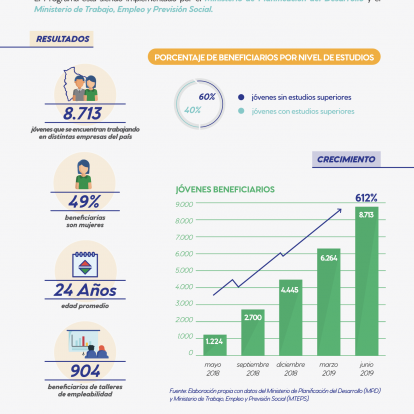 Ministerio de Trabajo, Empleo y Previsión Social.
RESULTADOS
8.713
jóvenes que se encuentran trabajando
en distintas empresas del país
49%
beneficiarias
son mujeres
24 Años
edad promedio
904
beneficiarios de talleres
de empleabilidad
PORCENTAJE DE BENEFICIARIOS POR NIVEL DE ESTUDIOS
60%
40%
jóvenes sin estudios superiores
jóvenes con estudios superiores
CRECIMIENTO
JÓVENES BENEFICIARIOS
612%
9.000
8.000
7.000
6.000
5.000
4.000
3.000
2.000
1000
0
1.224
2.700
4.445
6.264
8.713
mayo
2018
septiembre
2018
diciembre
2018
marzo
2019
junio
2019
Fuente: Elaboración propia con datos del Ministerio de Planificación del Desarrollo (MPD)
y Ministerio de Trabajo, Empleo y Previsión Social (MTEPS).